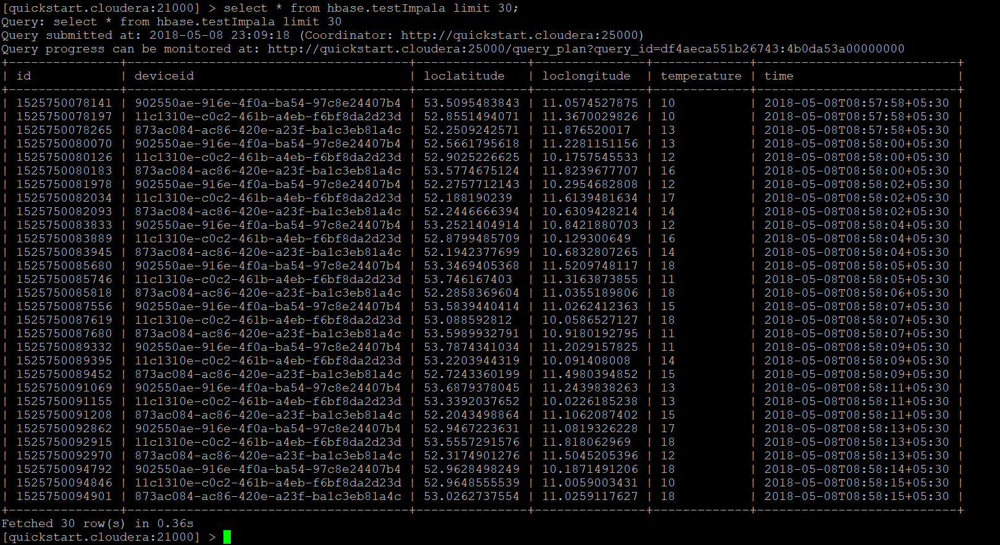 [quickstart.cloudera:21000] > select * from hbase.testImpala limit 30;
Query: select * from hbase.testImpala limit 30
Query submitted at: 2018-05-08 23:09:18 (Coordinator: http://quickstart.cloudera:25000)
Query progress can be monitored at: http://quickstart.cloudera:25000/query_plan?query_id=df4aeca551b26743:4b0da53a00000000
+---------------+--------------------------------------+---------------+---------------+-------------+---------------------------+
| id            | deviceid                             | loclatitude   | loclongitude  | temperature | time                      |
+---------------+--------------------------------------+---------------+---------------+-------------+---------------------------+
| 1525750078141 | 902550ae-916e-4f0a-ba54-97c8e24407b4 | 53.5095483843 | 11.0574527875 | 10          | 2018-05-08T08:57:58+05:30 |
| 1525750078197 | 11c1310e-c0c2-461b-a4eb-f6bf8da2d23d | 52.8551494071 | 11.3670029826 | 10          | 2018-05-08T08:57:58+05:30 |
| 1525750078265 | 873ac084-ac86-420e-a23f-ba1c3eb81a4c | 52.2509242571 | 11.876520017  | 13          | 2018-05-08T08:57:58+05:30 |
| 1525750080070 | 902550ae-916e-4f0a-ba54-97c8e24407b4 | 52.5661795618 | 11.2281151156 | 13          | 2018-05-08T08:58:00+05:30 |
| 1525750080126 | 11c1310e-c0c2-461b-a4eb-f6bf8da2d23d | 52.9025226625 | 10.1757545533 | 12          | 2018-05-08T08:58:00+05:30 |
| 1525750080183 | 873ac084-ac86-420e-a23f-ba1c3eb81a4c | 53.5774675124 | 11.8239677707 | 16          | 2018-05-08T08:58:00+05:30 |
| 1525750081978 | 902550ae-916e-4f0a-ba54-97c8e24407b4 | 52.2757712143 | 10.2954682808 | 12          | 2018-05-08T08:58:02+05:30 |
| 1525750082034 | 11c1310e-c0c2-461b-a4eb-f6bf8da2d23d | 52.188190239  | 11.6139481634 | 17          | 2018-05-08T08:58:02+05:30 |
| 1525750082093 | 873ac084-ac86-420e-a23f-ba1c3eb81a4c | 52.2446666394 | 10.6309428214 | 14          | 2018-05-08T08:58:02+05:30 |
| 1525750083833 | 902550ae-916e-4f0a-ba54-97c8e24407b4 | 53.2521404914 | 10.8421880703 | 12          | 2018-05-08T08:58:04+05:30 |
| 1525750083889 | 11c1310e-c0c2-461b-a4eb-f6bf8da2d23d | 52.8799485709 | 10.129300649  | 16          | 2018-05-08T08:58:04+05:30 |
| 1525750083945 | 873ac084-ac86-420e-a23f-ba1c3eb81a4c | 52.1942377699 | 10.6832807265 | 14          | 2018-05-08T08:58:04+05:30 |
| 1525750085680 | 902550ae-916e-4f0a-ba54-97c8e24407b4 | 53.3469405368 | 11.5209748117 | 18          | 2018-05-08T08:58:05+05:30 |
| 1525750085746 | 11c1310e-c0c2-461b-a4eb-f6bf8da2d23d | 53.746167403  | 11.3163873855 | 11          | 2018-05-08T08:58:05+05:30 |
| 1525750085818 | 873ac084-ac86-420e-a23f-ba1c3eb81a4c | 52.2858369604 | 11.0355189806 | 18          | 2018-05-08T08:58:06+05:30 |
| 1525750087556 | 902550ae-916e-4f0a-ba54-97c8e24407b4 | 53.5839440414 | 11.0262412363 | 15          | 2018-05-08T08:58:07+05:30 |
| 1525750087619 | 11c1310e-c0c2-461b-a4eb-f6bf8da2d23d | 53.088592812  | 10.0586527127 | 18          | 2018-05-08T08:58:07+05:30 |
| 1525750087680 | 873ac084-ac86-420e-a23f-ba1c3eb81a4c | 53.5989932791 | 10.9180192795 | 11          | 2018-05-08T08:58:07+05:30 |
| 1525750089332 | 902550ae-916e-4f0a-ba54-97c8e24407b4 | 53.7874341034 | 11.2029157825 | 11          | 2018-05-08T08:58:09+05:30 |
| 1525750089395 | 11c1310e-c0c2-461b-a4eb-f6bf8da2d23d | 53.2203944319 | 10.091408008  | 14          | 2018-05-08T08:58:09+05:30 |
| 1525750089452 | 873ac084-ac86-420e-a23f-ba1c3eb81a4c | 52.7243360199 | 11.4980394852 | 15          | 2018-05-08T08:58:09+05:30 |
| 1525750091069 | 902550ae-916e-4f0a-ba54-97c8e24407b4 | 53.6879378045 | 11.2439838263 | 13          | 2018-05-08T08:58:11+05:30 |
| 1525750091155 | 11c1310e-c0c2-461b-a4eb-f6bf8da2d23d | 53.3392037652 | 10.0226185238 | 13          | 2018-05-08T08:58:11+05:30 |
| 1525750091208 | 873ac084-ac86-420e-a23f-ba1c3eb81a4c | 52.2043498864 | 11.1062087402 | 15          | 2018-05-08T08:58:11+05:30 |
| 1525750092862 | 902550ae-916e-4f0a-ba54-97c8e24407b4 | 52.9467223631 | 11.0819326228 | 17          | 2018-05-08T08:58:13+05:30 |
| 1525750092915 | 11c1310e-c0c2-461b-a4eb-f6bf8da2d23d | 53.5557291576 | 11.818062969  | 18          | 2018-05-08T08:58:13+05:30 |
| 1525750092970 | 873ac084-ac86-420e-a23f-ba1c3eb81a4c | 52.3174901276 | 11.5045205396 | 12          | 2018-05-08T08:58:13+05:30 |
| 1525750094792 | 902550ae-916e-4f0a-ba54-97c8e24407b4 | 52.9628498249 | 10.1871491206 | 18          | 2018-05-08T08:58:14+05:30 |
| 1525750094846 | 11c1310e-c0c2-461b-a4eb-f6bf8da2d23d | 52.9648555539 | 11.0059003431 | 10          | 2018-05-08T08:58:15+05:30 |
| 1525750094901 | 873ac084-ac86-420e-a23f-ba1c3eb81a4c | 53.0262737554 | 11.0259117627 | 18          | 2018-05-08T08:58:15+05:30 |
+---------------+--------------------------------------+---------------+---------------+-------------+---------------------------+
Fetched 30 row(s) in 0.36s
[quickstart.cloudera:21000] >